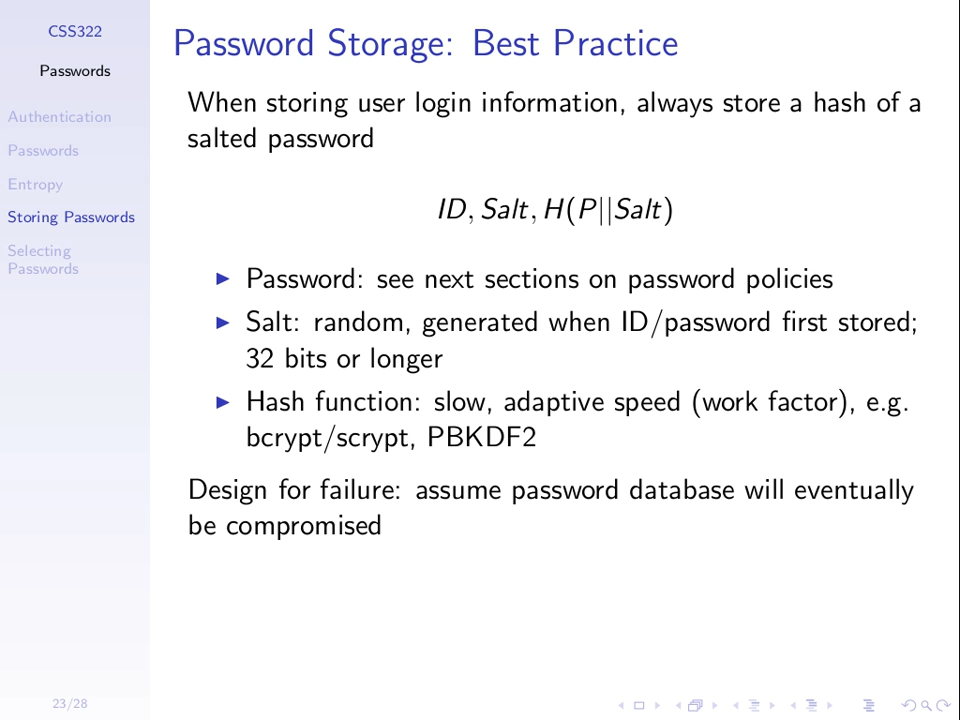 CSS322
Passwords
Authentication
Passwords
Entropy
Storing Passwords
Selecting
Passwords
23/28
Password Storage: Best Practice
When storing user login information, always store a hash of a
salted password
ID, Salt, H(P||Salt)
▶ Password: see next sections on password policies
▶ Salt: random, generated when ID/password first stored;
32 bits or longer
▶ Hash function: slow, adaptive speed (work factor), e.g.
bcrypt/scrypt, PBKDF2
Design for failure: assume password database will eventually
be compromised